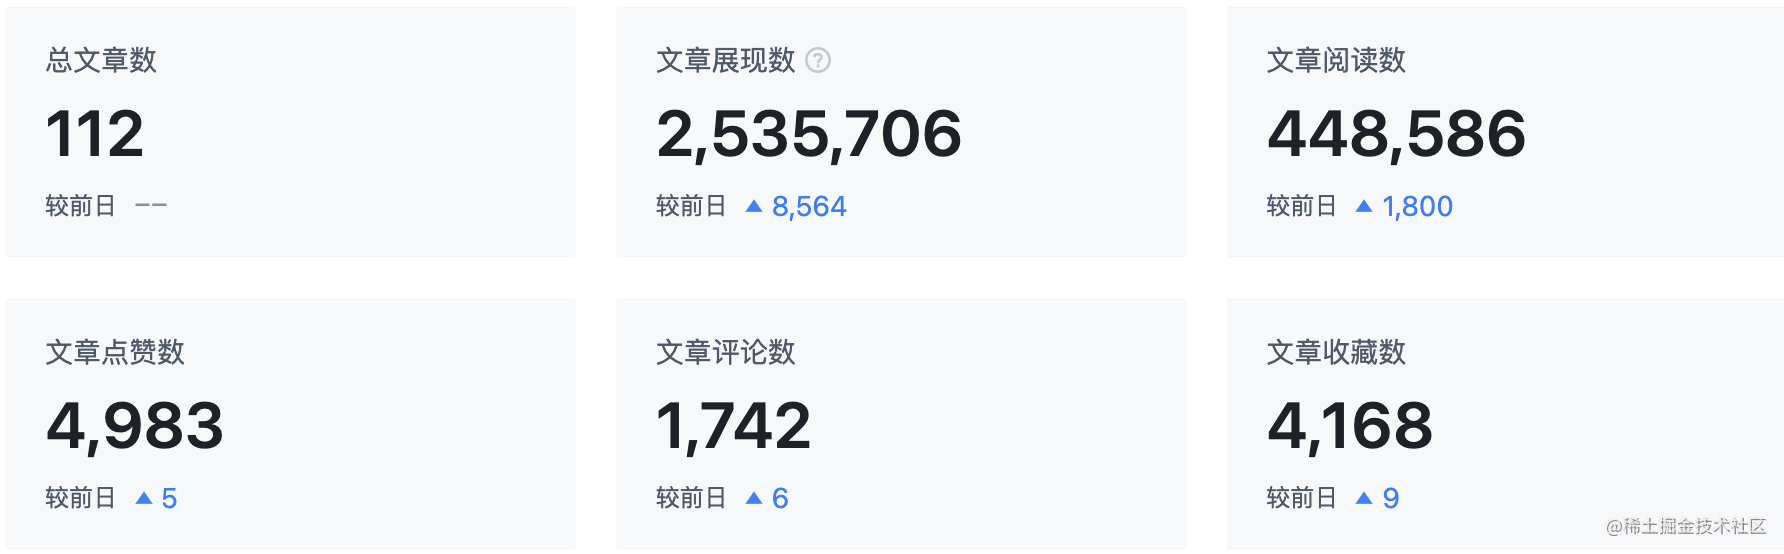 总文章数
112
较前日 --
文章展现数 ?
2,535,706
较前日 ▲ 8,564
文章阅读数
448,586
较前日 ▲ 1,800
文章点赞数
4,983
较前日 ▲ 5
文章评论数
1,742
较前日 ▲ 6
文章收藏数
4,168
较前日 ▲ 9
@稀土掘金技术社区